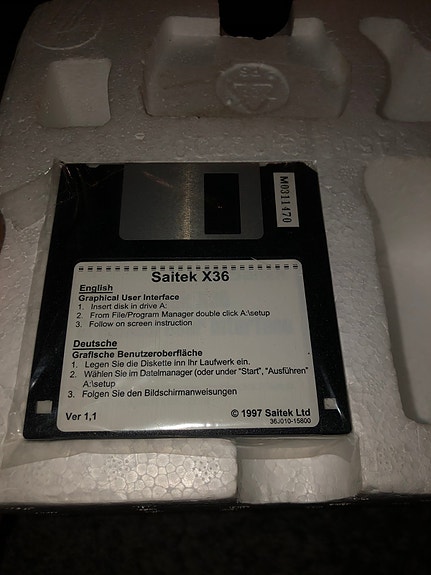 M0311470
Saitek X36
English
Graphical User Interface
1. Insert disk in drive A:
2. From File/Program Manager double click A:\setup
3. Follow on screen instruction
Deutsche
Grafische Benutzeroberfläche
1. Legen Sie die Diskette inn Ihr Laufwerk ein.
2. Wählen Sie im Dateimanager (oder under "Start", "Ausführen"
A:\setup
3. Folgen Sie den Bildschirmanweisungen
Ver 1,1
© 1997 Saitek Ltd
36J010-15800